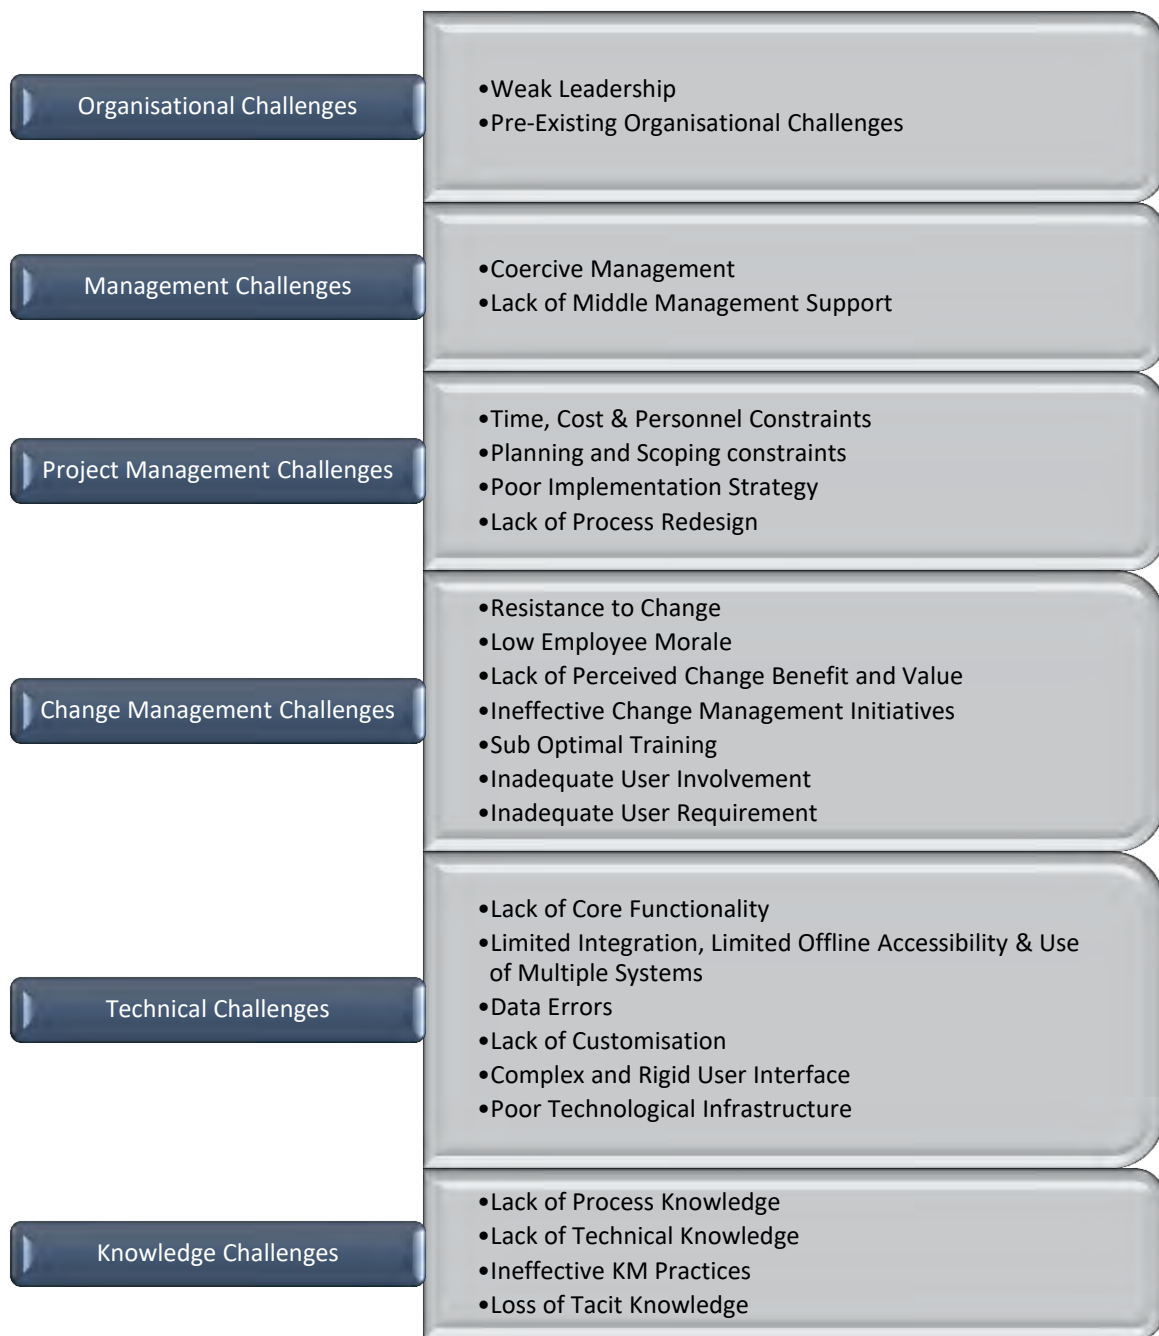 Organisational Challenges
•Weak Leadership
•Pre-Existing Organisational Challenges
Management Challenges
•Coercive Management
•Lack of Middle Management Support
Project Management Challenges
•Time, Cost & Personnel Constraints
•Planning and Scoping constraints
•Poor Implementation Strategy
•Lack of Process Redesign
Change Management Challenges
•Resistance to Change
•Low Employee Morale
•Lack of Perceived Change Benefit and Value
•Ineffective Change Management Initiatives
•Sub Optimal Training
•Inadequate User Involvement
•Inadequate User Requirement
Technical Challenges
•Lack of Core Functionality
•Limited Integration, Limited Offline Accessibility & Use
of Multiple Systems
•Data Errors
•Lack of Customisation
•Complex and Rigid User Interface
•Poor Technological Infrastructure
Knowledge Challenges
•Lack of Process Knowledge
•Lack of Technical Knowledge
•Ineffective KM Practices
•Loss of Tacit Knowledge